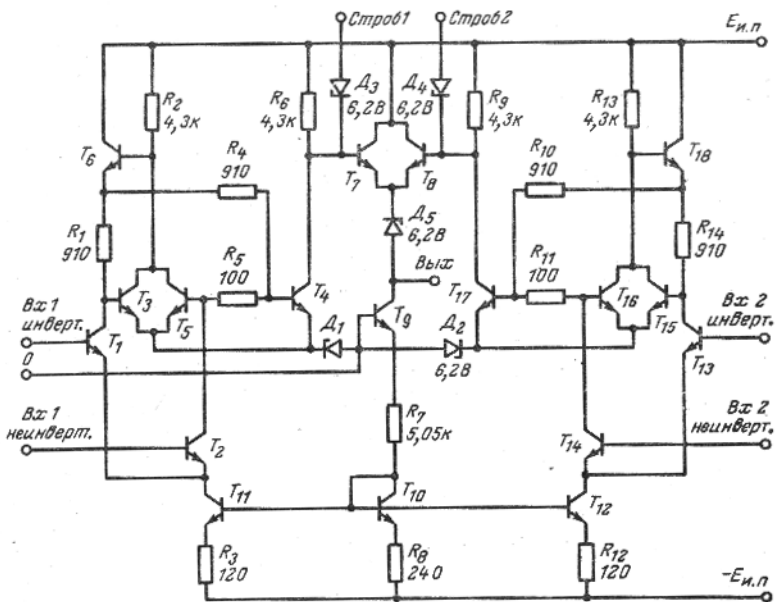 Строб1
Строб2
Eи.п
R2
4,3к
R6
4,3к
Д3
6,2В
Д4
6,2В
R9
4,3к
R13
4,3к
T6
R4
910
T7
T8
R10
910
T18
R1
910
Д5
6,2В
R14
910
R5
100
Вых
R11
100
T3
T5
T4
T9
T17
T16
T15
Вх 1
инверт.
T1
Д1
Д2
6,2В
Вх 2
инверт.
T13
0
Вх 1
неинверт.
T2
R7
5,05к
T14
Вх 2
неинверт.
T11
T10
T12
R3
120
R8
240
R12
120
-Eи.п